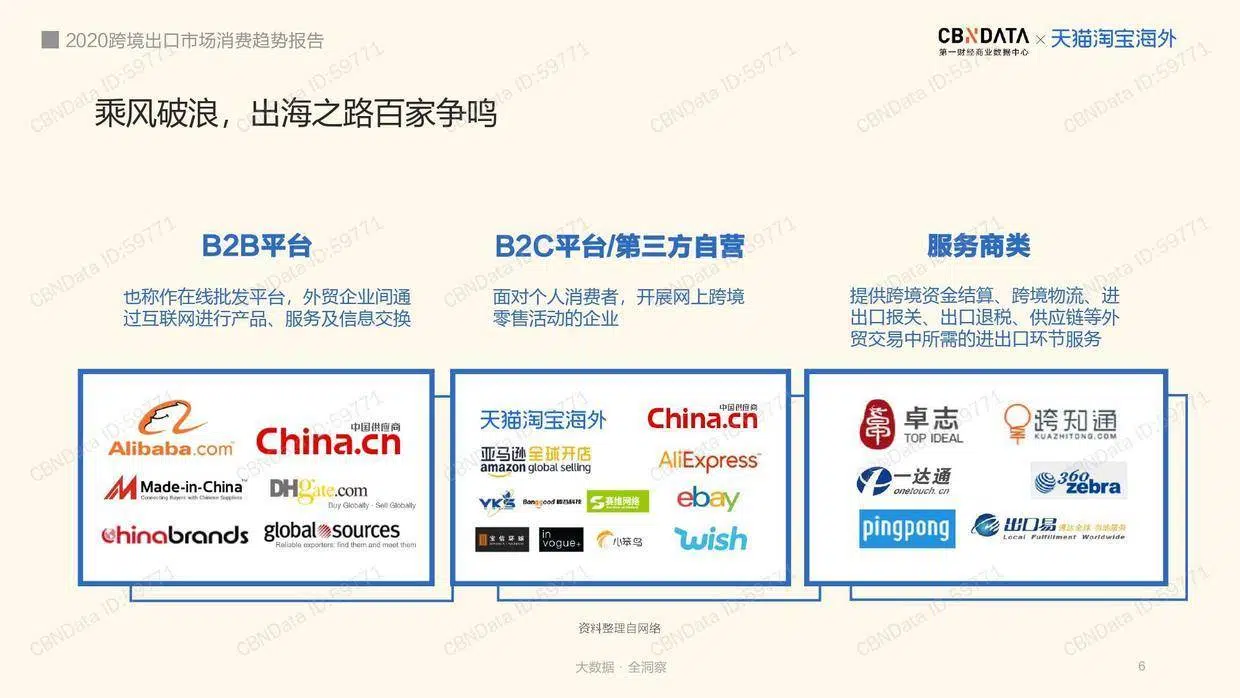 2020跨境出口市场消费趋势报告
CBNDATA × 天猫淘宝海外
第一财经商业数据中心
乘风破浪，出海之路百家争鸣
B2B平台
也称作在线批发平台，外贸企业间通
过互联网进行产品、服务及信息交换
Alibaba.com
中国供应商
China.cn
Made-in-China
Connecting Buyers with Chinese Suppliers
DHgate.com
Buy Globally · Sell Globally
chinabrands
global sources
Reliable exporters: find them and meet them
B2C平台/第三方自营
面对个人消费者，开展网上跨境
零售活动的企业
天猫淘宝海外
中国供应商
China.cn
亚马逊全球开店
amazon global selling
AliExpress
YKS
Banggood
赛维网络
ebay
宝信环球
in
vogue+
小笨鸟
wish
服务商类
提供跨境资金结算、跨境物流、进
出口报关、出口退税、供应链等外
贸交易中所需的进出口环节服务
卓志
TOP IDEAL
跨知通
KUAZHITONG.COM
一达通
onetouch.cn
360
zebra
pingpong
出口易 通达全球 当地服务
Local Fulfillment Worldwide
资料整理自网络
大数据 · 全洞察
6
CBNData ID:59771